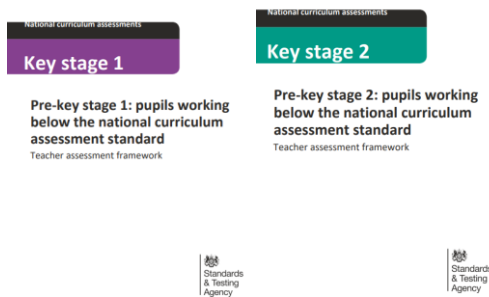 National curriculum assessments
Key stage 1
Pre-key stage 1: pupils working
below the national curriculum
assessment standard
Teacher assessment framework
Standards
& Testing
Agency
National curriculum assessments
Key stage 2
Pre-key stage 2: pupils working
below the national curriculum
assessment standard
Teacher assessment framework
Standards
& Testing
Agency